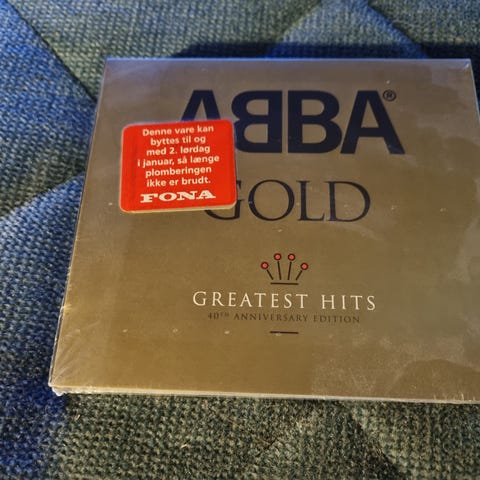 ABBA®
Denne vare kan
byttes til og
med 2. lørdag
i januar, så længe
plomberingen
ikke er brudt.
FONA
GOLD
GREATEST HITS
40TH ANNIVERSARY EDITION